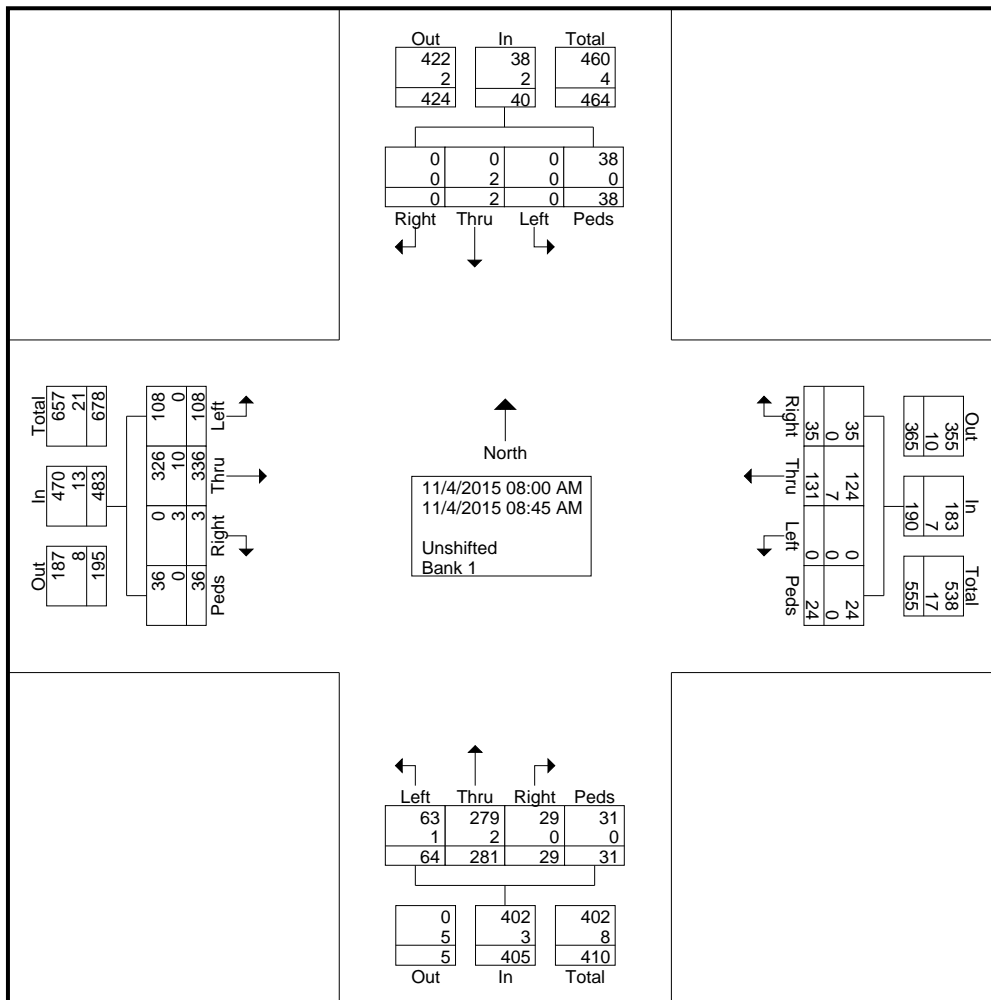 Out In Total
422 38 460
2 2 4
424 40 464
0 0 0 38
0 2 0 0
0 2 0 38
Right Thru Left Peds
Total
657
21
678
In
470
13
483
Out
187
8
195
108
0
108
Left
326
10
336
Thru
0
3
3
Right
36
0
36
Peds
North
11/4/2015 08:00 AM
11/4/2015 08:45 AM
Unshifted
Bank 1
Right
35
0
35
Thru
124
7
131
Left
0
0
0
Peds
24
0
24
Out
355
10
365
In
183
7
190
Total
538
17
555
Left Thru Right Peds
63 279 29 31
1 2 0 0
64 281 29 31
0 402 402
5 3 8
5 405 410
Out In Total